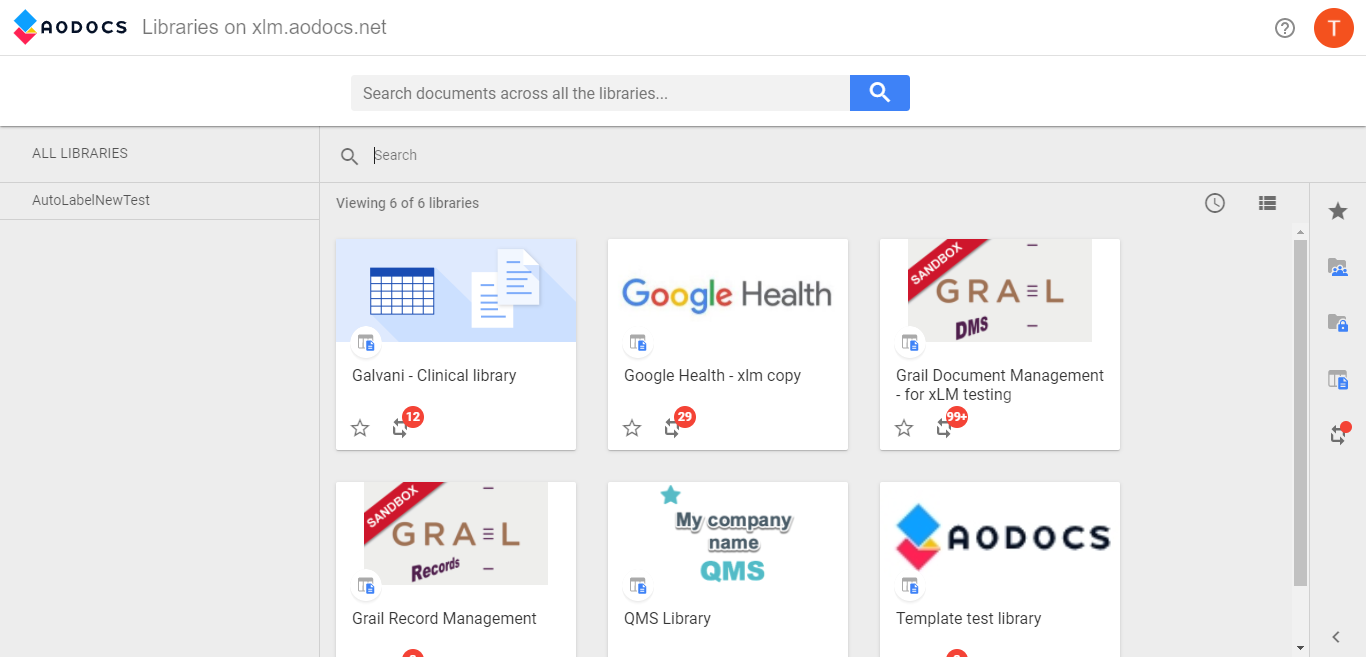 AODOCS
Libraries on xlm.aodocs.net
T
Search documents across all the libraries...
ALL LIBRARIES
Search
AutoLabelNewTest
Viewing 6 of 6 libraries
Google Health
SANDBOX
GRAEL
DMS
Galvani - Clinical library
Google Health - xlm copy
Grail Document Management
- for xLM testing
12
29
99+
SANDBOX
GRAEL
Records
My company
name
QMS
AODOCS
Grail Record Management
QMS Library
Template test library